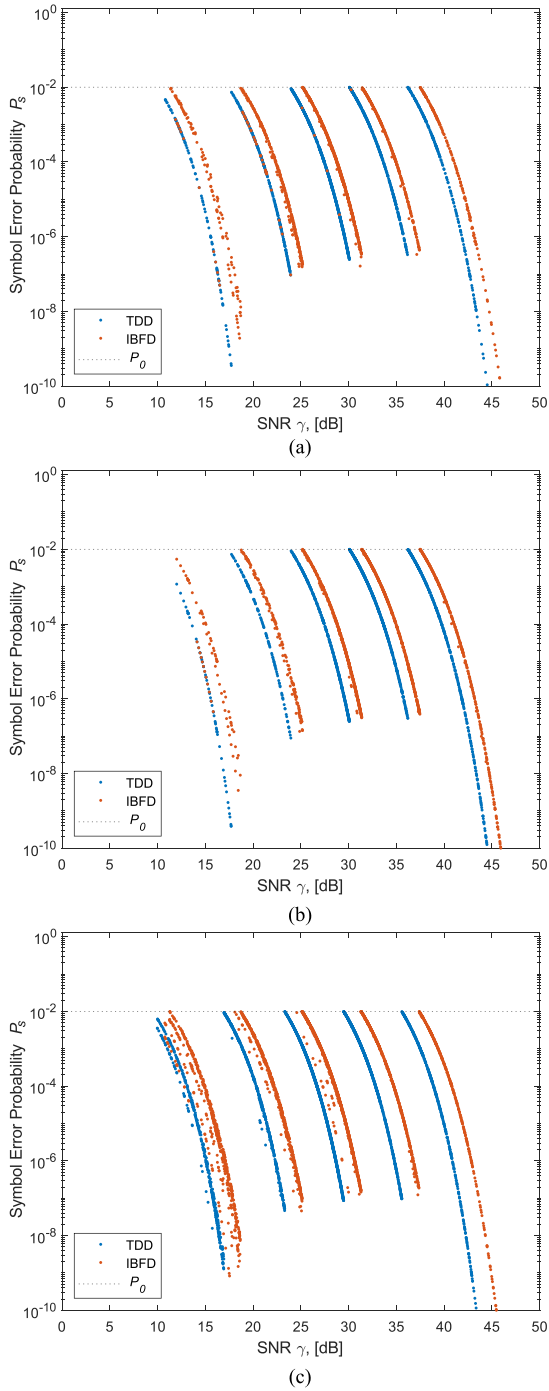 10^0
10^-2
10^-4
10^-6
10^-8
10^-10
Symbol Error Probability P_s
TDD
IBFD
P_0
0 5 10 15 20 25 30 35 40 45 50
SNR γ, [dB]
(a)
10^0
10^-2
10^-4
10^-6
10^-8
10^-10
Symbol Error Probability P_s
TDD
IBFD
P_0
0 5 10 15 20 25 30 35 40 45 50
SNR γ, [dB]
(b)
10^0
10^-2
10^-4
10^-6
10^-8
10^-10
Symbol Error Probability P_s
TDD
IBFD
P_0
0 5 10 15 20 25 30 35 40 45 50
SNR γ, [dB]
(c)